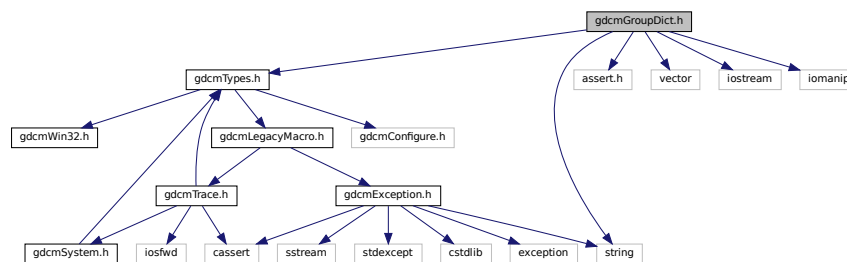 gdcmGroupDict.h
gdcmTypes.h
assert.h
vector
iostream
iomanip
gdcmWin32.h
gdcmLegacyMacro.h
gdcmConfigure.h
gdcmTrace.h
gdcmException.h
gdcmSystem.h
iosfwd
cassert
sstream
stdexcept
cstdlib
exception
string